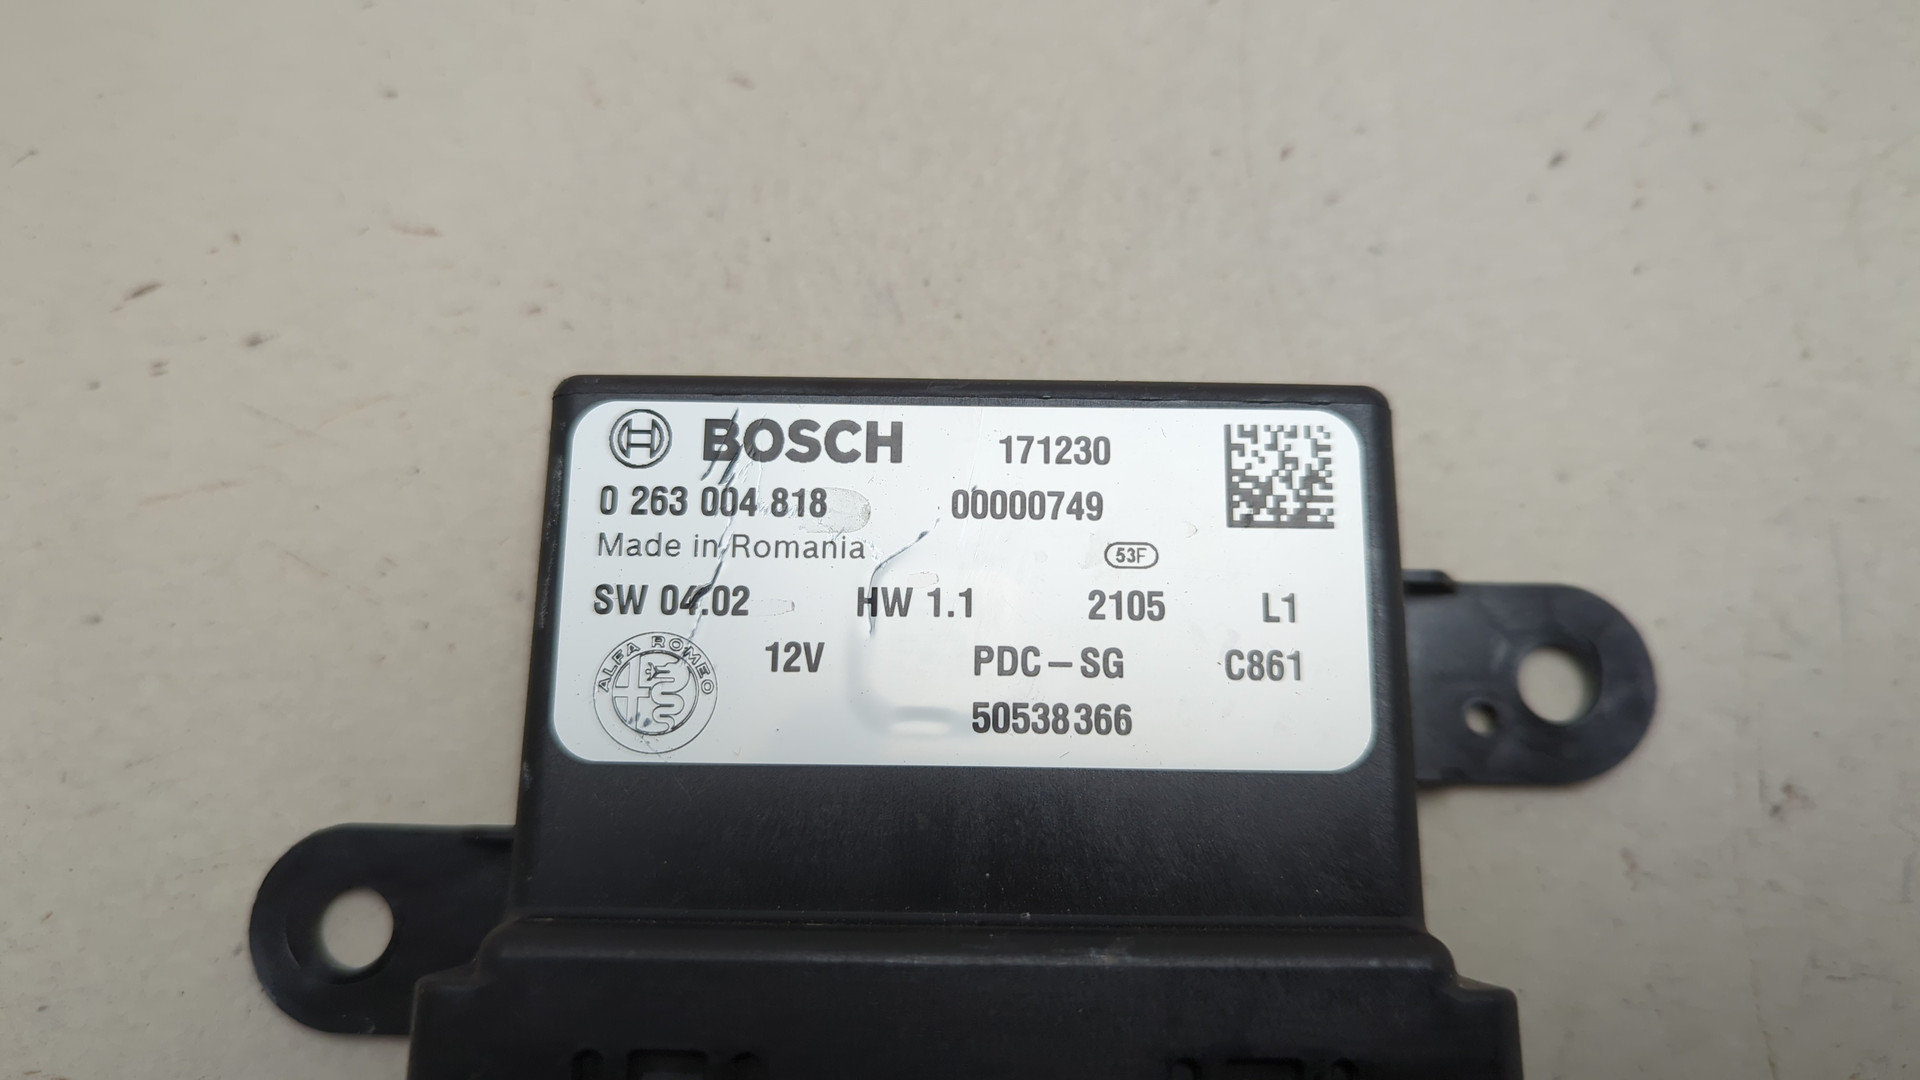 BOSCH 171230
0 263 004 818 00000749
Made in Romania 53F
SW 04.02 HW 1.1 2105 L1
ALFA ROMEO 12V PDC-SG C861
50538366